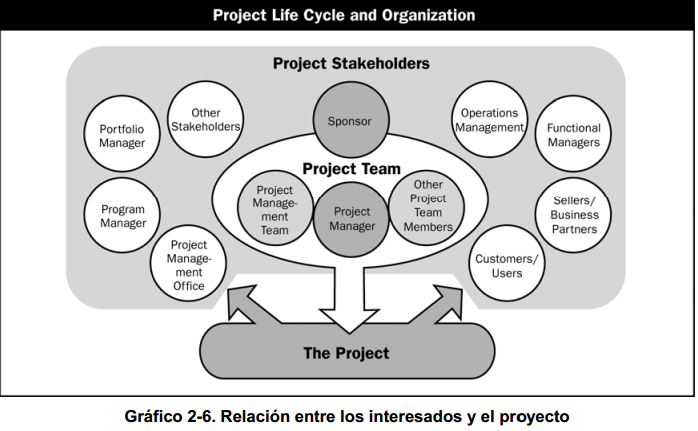 Project Life Cycle and Organization
Project Stakeholders
Portfolio
Manager
Other
Stakeholders
Sponsor
Operations
Management
Functional
Managers
Program
Manager
Project
Manage-
ment
Office
Project Team
Project
Manage-
ment
Team
Project
Manager
Other
Project
Team
Members
Sellers/
Business
Partners
Customers/
Users
The Project
Gráfico 2-6. Relación entre los interesados y el proyecto